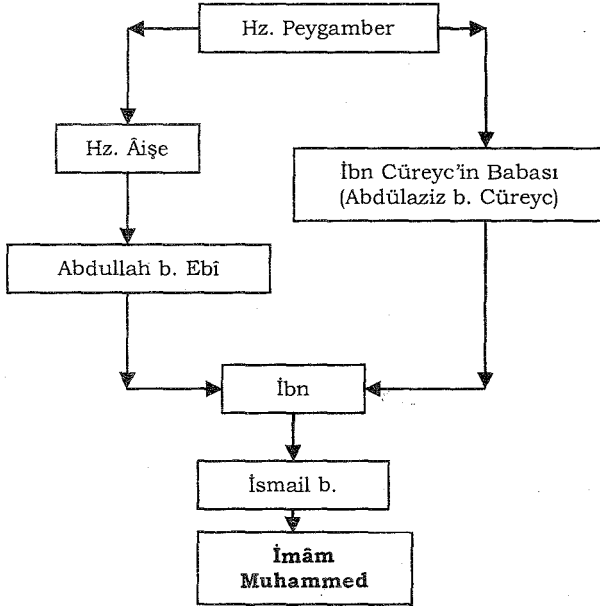 Hz. Peygamber
Hz. Âişe
İbn Cüreyc'in Babası
(Abdülaziz b. Cüreyc)
Abdullah b. Ebî
İbn
İsmail b.
İmâm
Muhammed